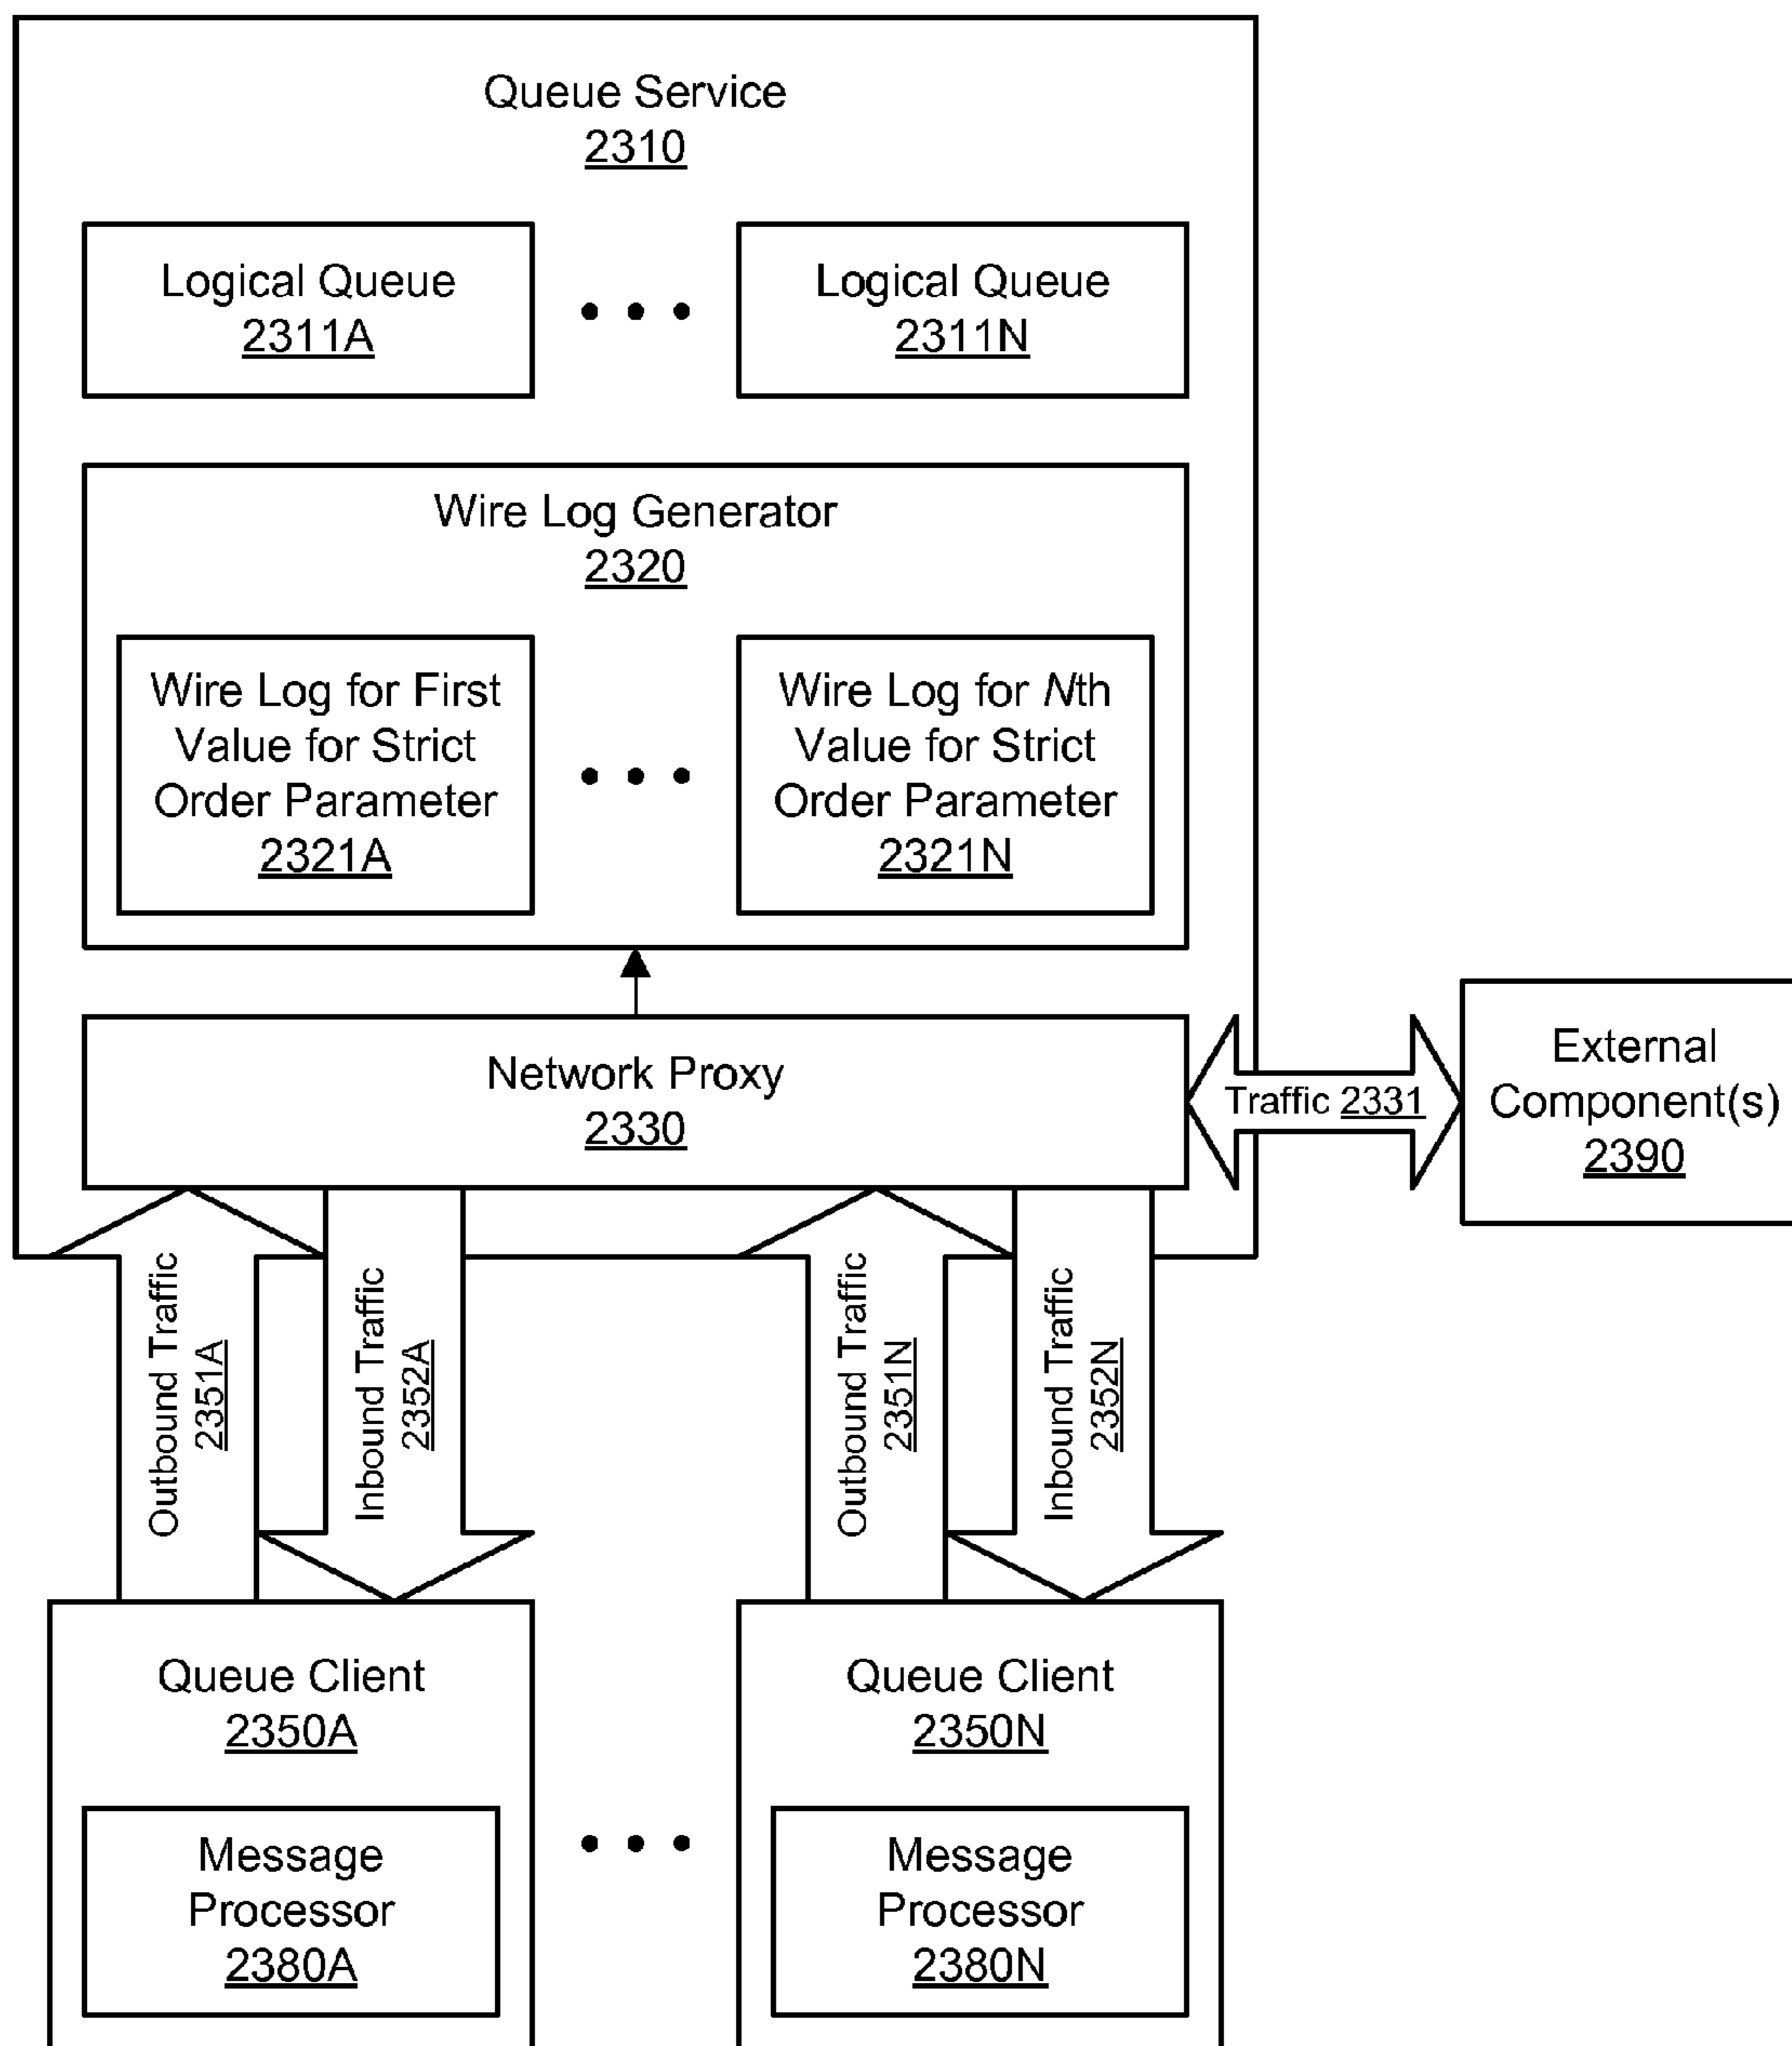 Queue Service
2310
Logical Queue
2311A
Logical Queue
2311N
Wire Log Generator
2320
Wire Log for First
Value for Strict
Order Parameter
2321A
Wire Log for Nth
Value for Strict
Order Parameter
2321N
Network Proxy
2330
Traffic 2331
External
Component(s)
2390
Outbound Traffic
2351A
Inbound Traffic
2352A
Outbound Traffic
2351N
Inbound Traffic
2352N
Queue Client
2350A
Message
Processor
2380A
Queue Client
2350N
Message
Processor
2380N